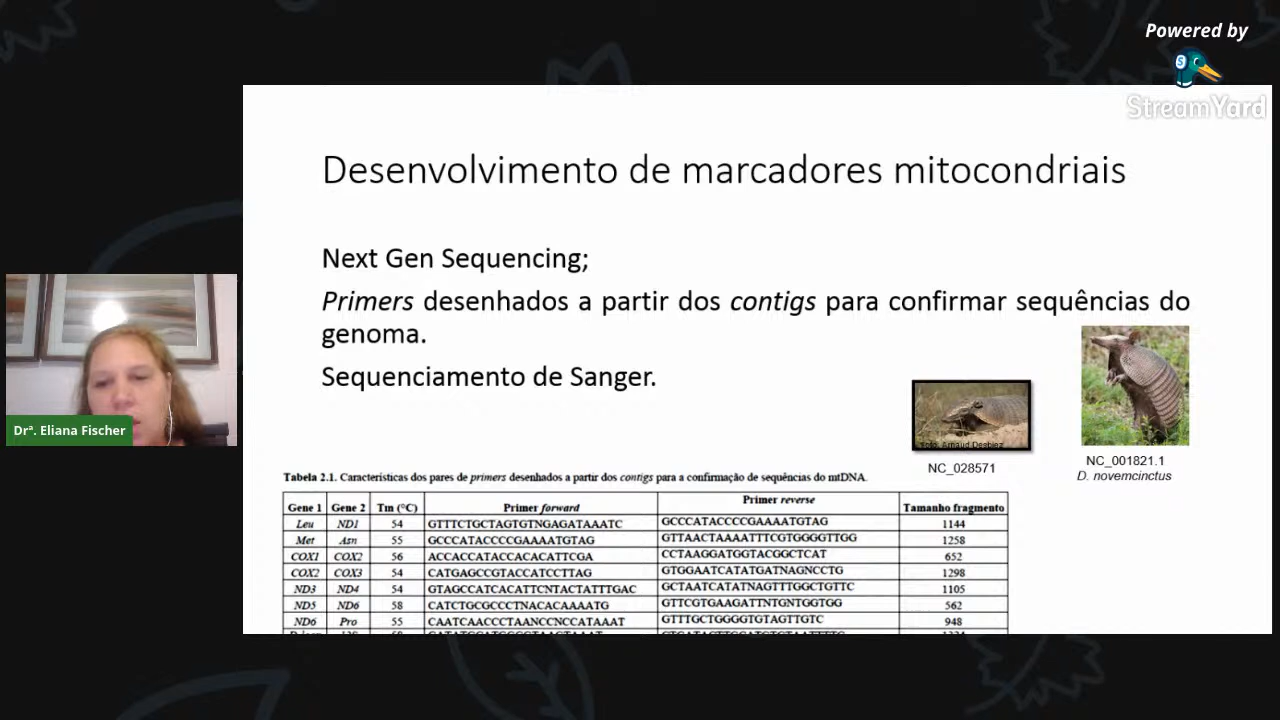 Powered by
StreamYard
Desenvolvimento de marcadores mitocondriais
Next Gen Sequencing;
Primers desenhados a partir dos contigs para confirmar sequências do
genoma.
Sequenciamento de Sanger.
Foto: Arnaud Desbiez
NC_028571
NC_001821.1
D. novemcinctus
Drª. Eliana Fischer
Tabela 2.1. Características dos pares de primers desenhados a partir dos contigs para a confirmação de sequências do mtDNA.
Gene 1 Gene 2 Tm (°C) Primer forward Primer reverse Tamanho fragmento
Leu ND1 54 GTTTCTGCTAGTGTNGAGATAAATC GCCCATACCCCGAAAATGTAG 1144
Met Asn 55 GCCCATACCCCGAAAATGTAG GTTAACTAAAATTTCGTGGGGTTGG 1258
COX1 COX2 56 ACCACCATACCACACATTCGA CCTAAGGATGGTACGGCTCAT 652
COX2 COX3 54 CATGAGCCGTACCATCCTTAG GTGGAATCATATGATNAGNCCTG 1298
ND3 ND4 54 GTAGCCATCACATTCNTACTATTTGAC GCTAATCATATNAGTTTGGCTGTTC 1105
ND5 ND6 58 CATCTGCGCCCTNACACAAAATG GTTCGTGAAGATTNTGNTGGTGG 562
ND6 Pro 55 CAATCAACCCTAANCCNCCATAAAT GTTTGCTGGGGTGTAGTTGTC 948